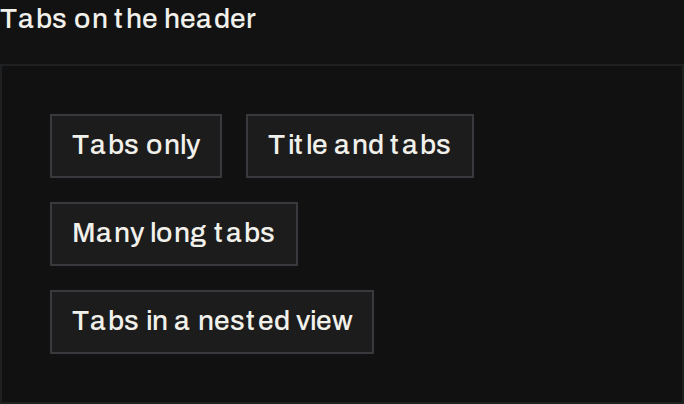 Tabs on the header
Tabs only Title and tabs
Many long tabs
Tabs in a nested view